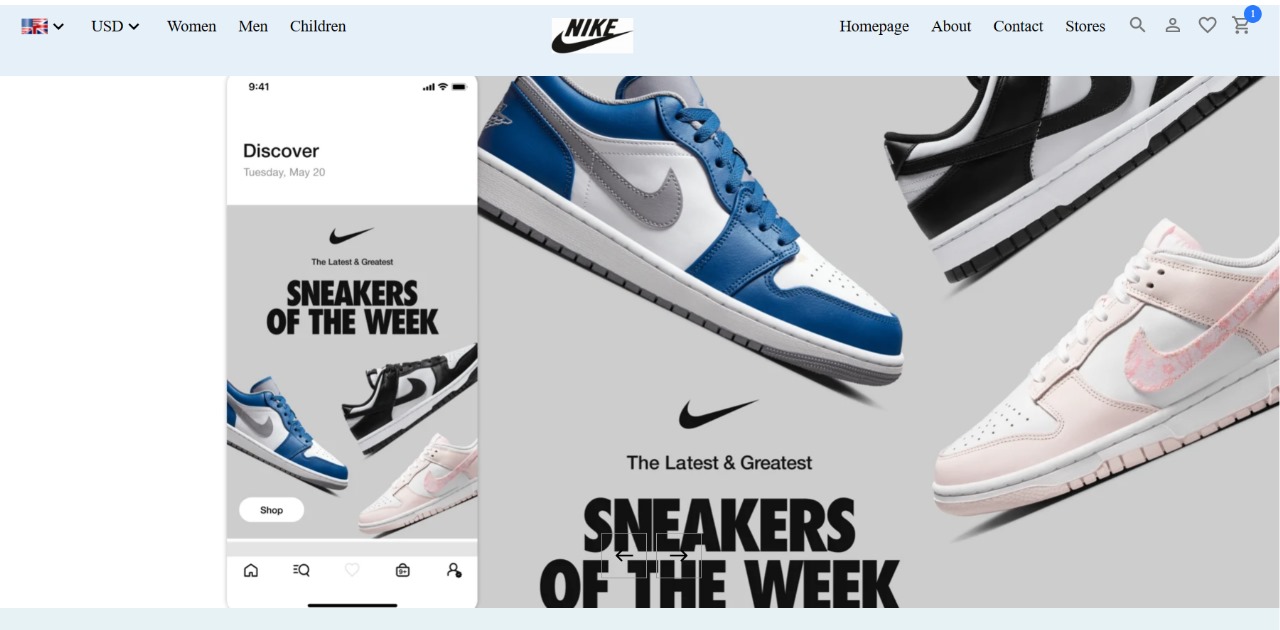 USD
Women
Men
Children
NIKE
Homepage
About
Contact
Stores
1
9:41
Discover
Tuesday, May 20
The Latest & Greatest
SNEAKERS
OF THE WEEK
Shop
9+
The Latest & Greatest
SNEAKERS
OF THE WEEK